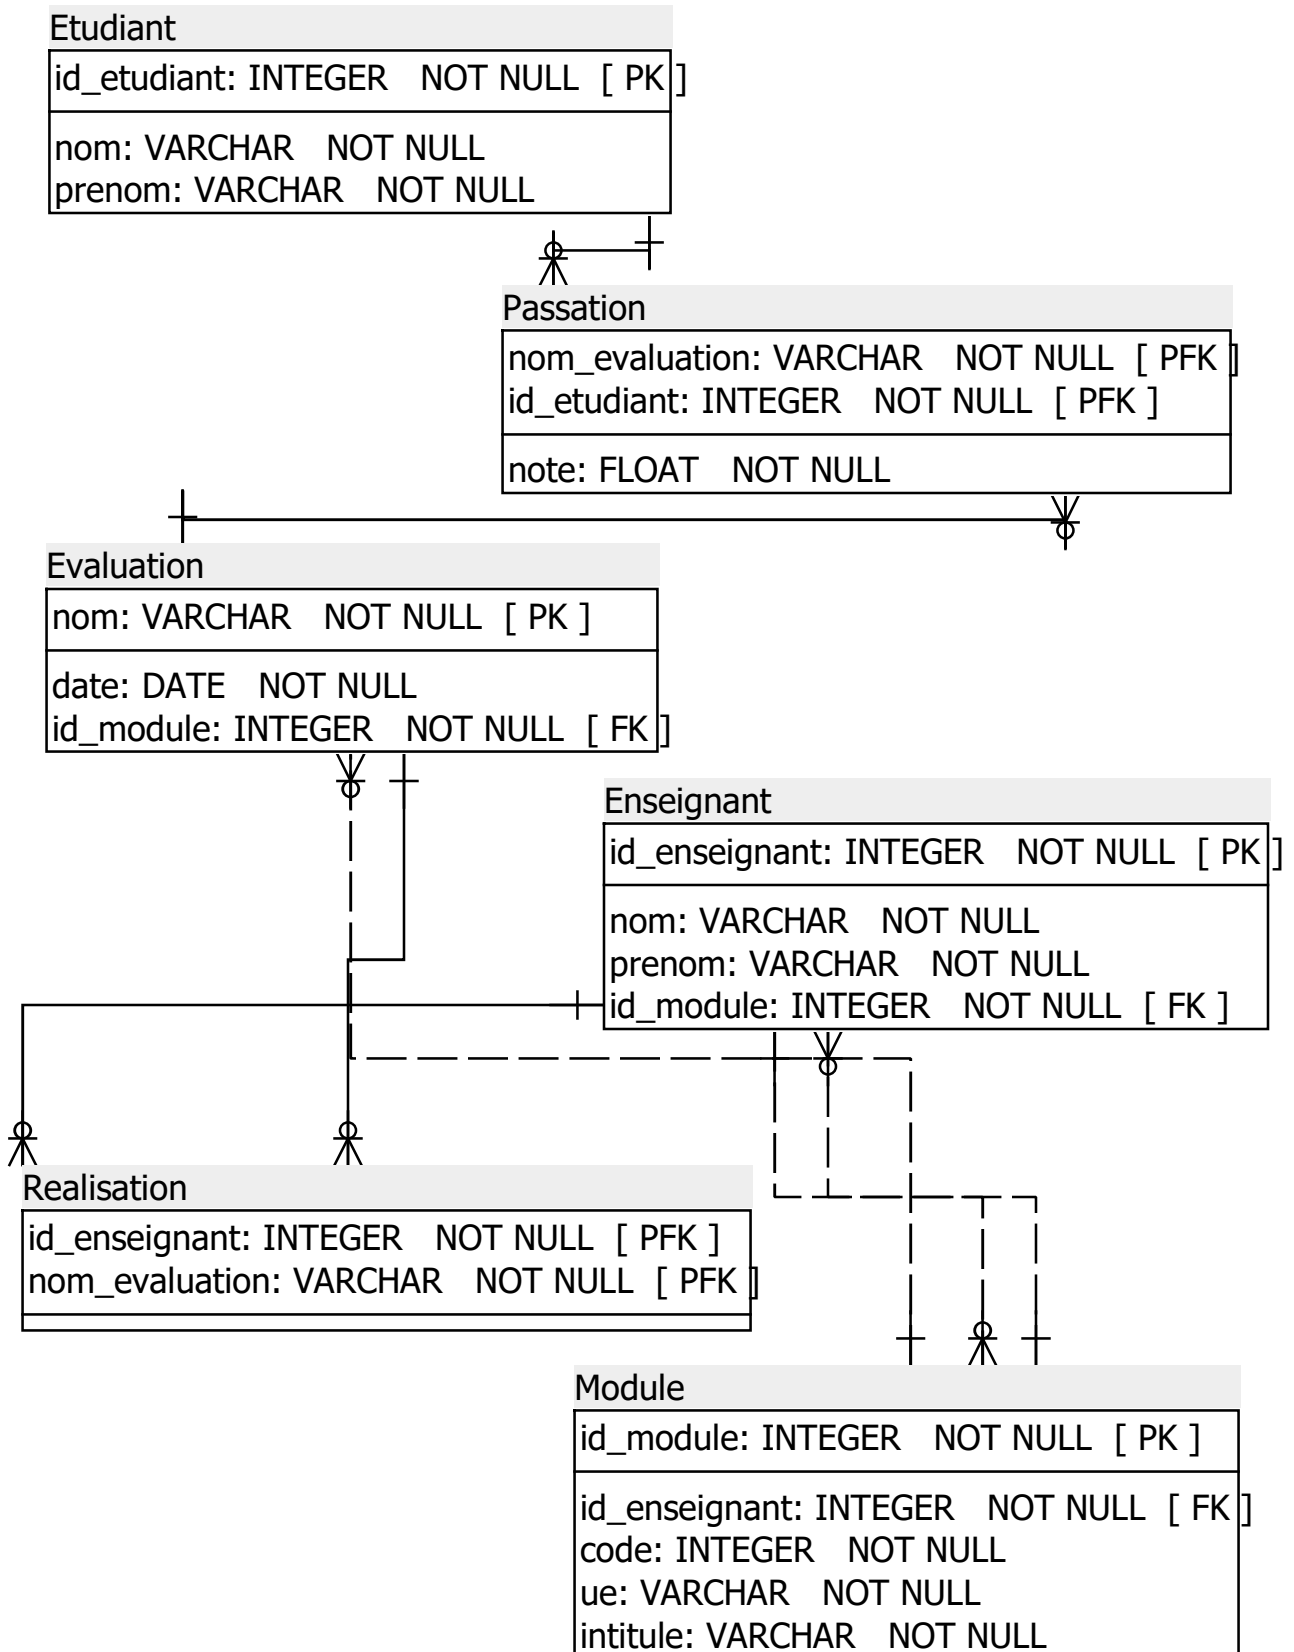 Etudiant
id_etudiant: INTEGER NOT NULL [ PK ]
nom: VARCHAR NOT NULL
prenom: VARCHAR NOT NULL
Passation
nom_evaluation: VARCHAR NOT NULL [ PFK ]
id_etudiant: INTEGER NOT NULL [ PFK ]
note: FLOAT NOT NULL
Evaluation
nom: VARCHAR NOT NULL [ PK ]
date: DATE NOT NULL
id_module: INTEGER NOT NULL [ FK ]
Enseignant
id_enseignant: INTEGER NOT NULL [ PK ]
nom: VARCHAR NOT NULL
prenom: VARCHAR NOT NULL
id_module: INTEGER NOT NULL [ FK ]
Realisation
id_enseignant: INTEGER NOT NULL [ PFK ]
nom_evaluation: VARCHAR NOT NULL [ PFK ]
Module
id_module: INTEGER NOT NULL [ PK ]
id_enseignant: INTEGER NOT NULL [ FK ]
code: INTEGER NOT NULL
ue: VARCHAR NOT NULL
intitule: VARCHAR NOT NULL